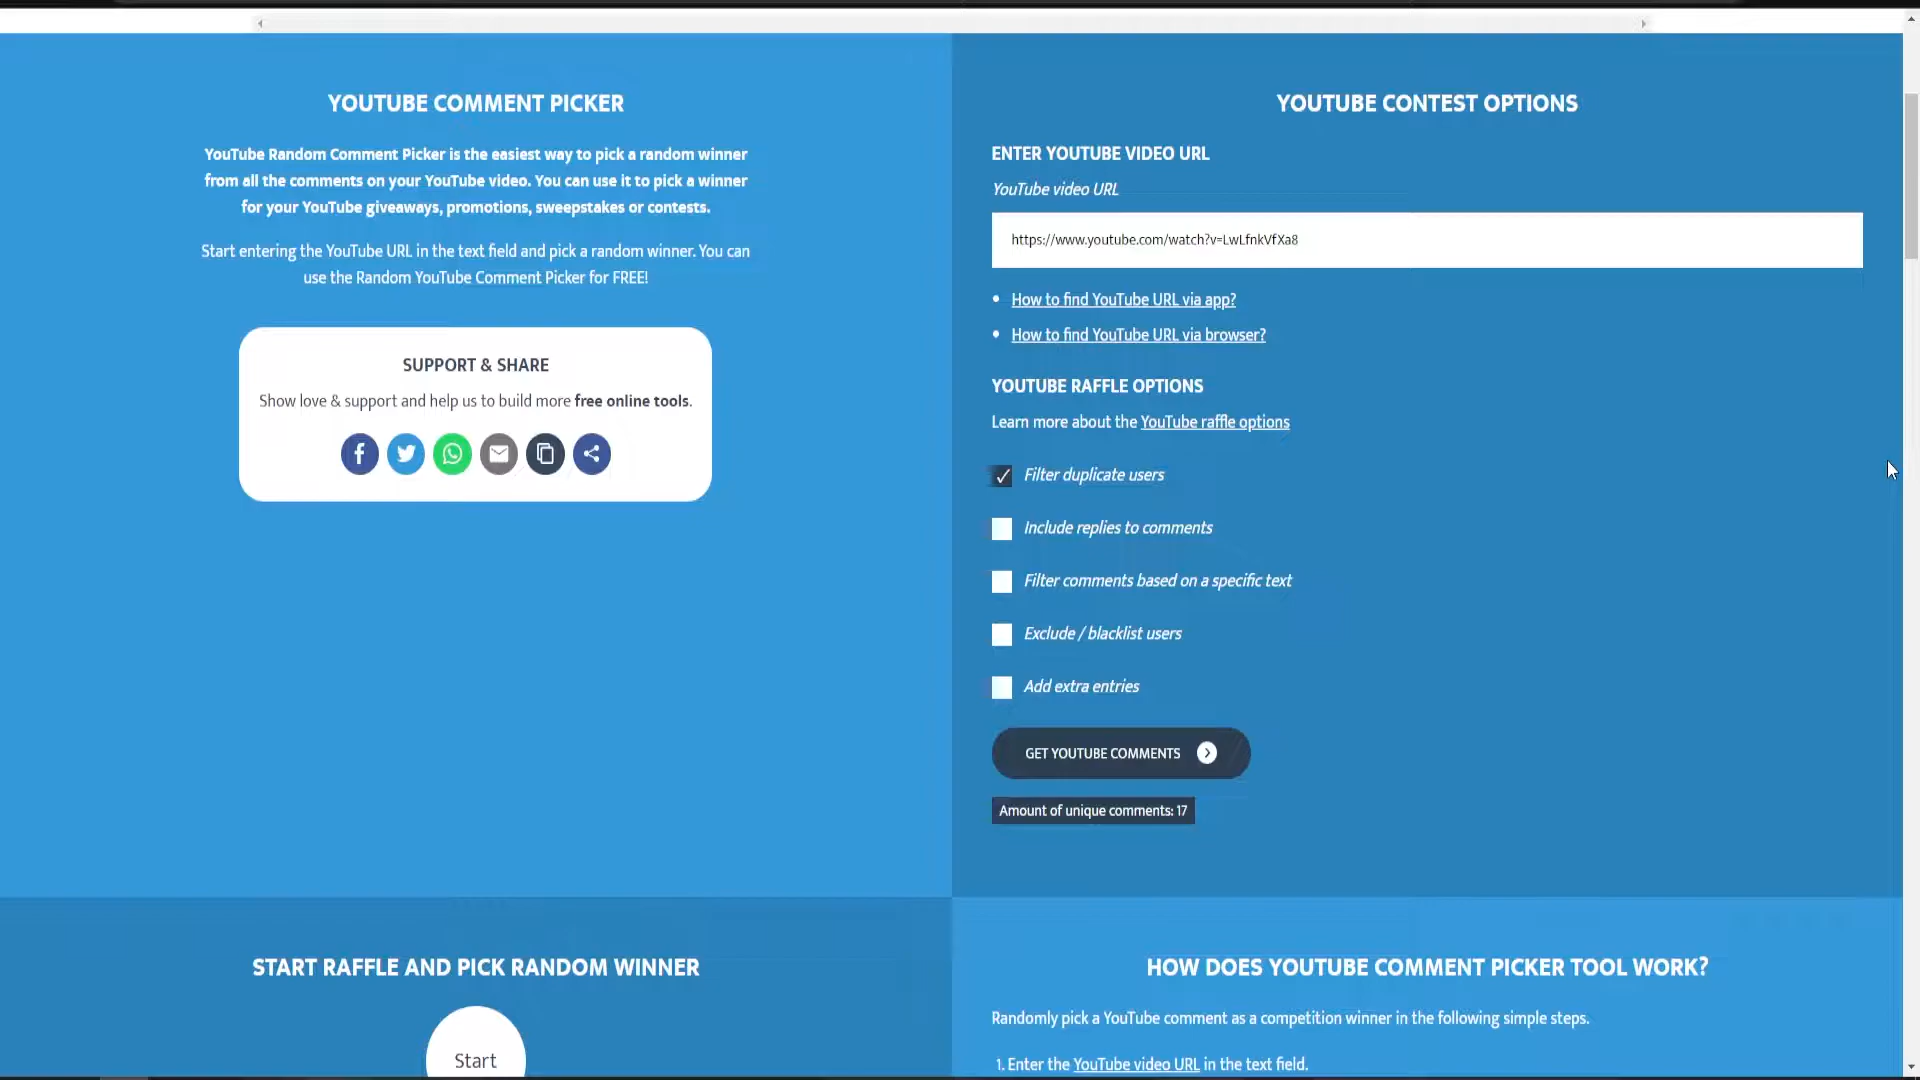 YOUTUBE COMMENT PICKER
YouTube Random Comment Picker is the easiest way to pick a random winner
from all the comments on your YouTube video. You can use it to pick a winner
for your YouTube giveaways, promotions, sweepstakes or contests.
Start entering the YouTube URL in the text field and pick a random winner. You can
use the Random YouTube Comment Picker for FREE!
SUPPORT & SHARE
Show love & support and help us to build more free online tools.
YOUTUBE CONTEST OPTIONS
ENTER YOUTUBE VIDEO URL
YouTube video URL
https://www.youtube.com/watch?v=LwLfnkVfXa8
• How to find YouTube URL via app?
• How to find YouTube URL via browser?
YOUTUBE RAFFLE OPTIONS
Learn more about the YouTube raffle options
Filter duplicate users
Include replies to comments
Filter comments based on a specific text
Exclude / blacklist users
Add extra entries
GET YOUTUBE COMMENTS
Amount of unique comments: 17
START RAFFLE AND PICK RANDOM WINNER
Start
HOW DOES YOUTUBE COMMENT PICKER TOOL WORK?
Randomly pick a YouTube comment as a competition winner in the following simple steps.
1. Enter the YouTube video URL in the text field.